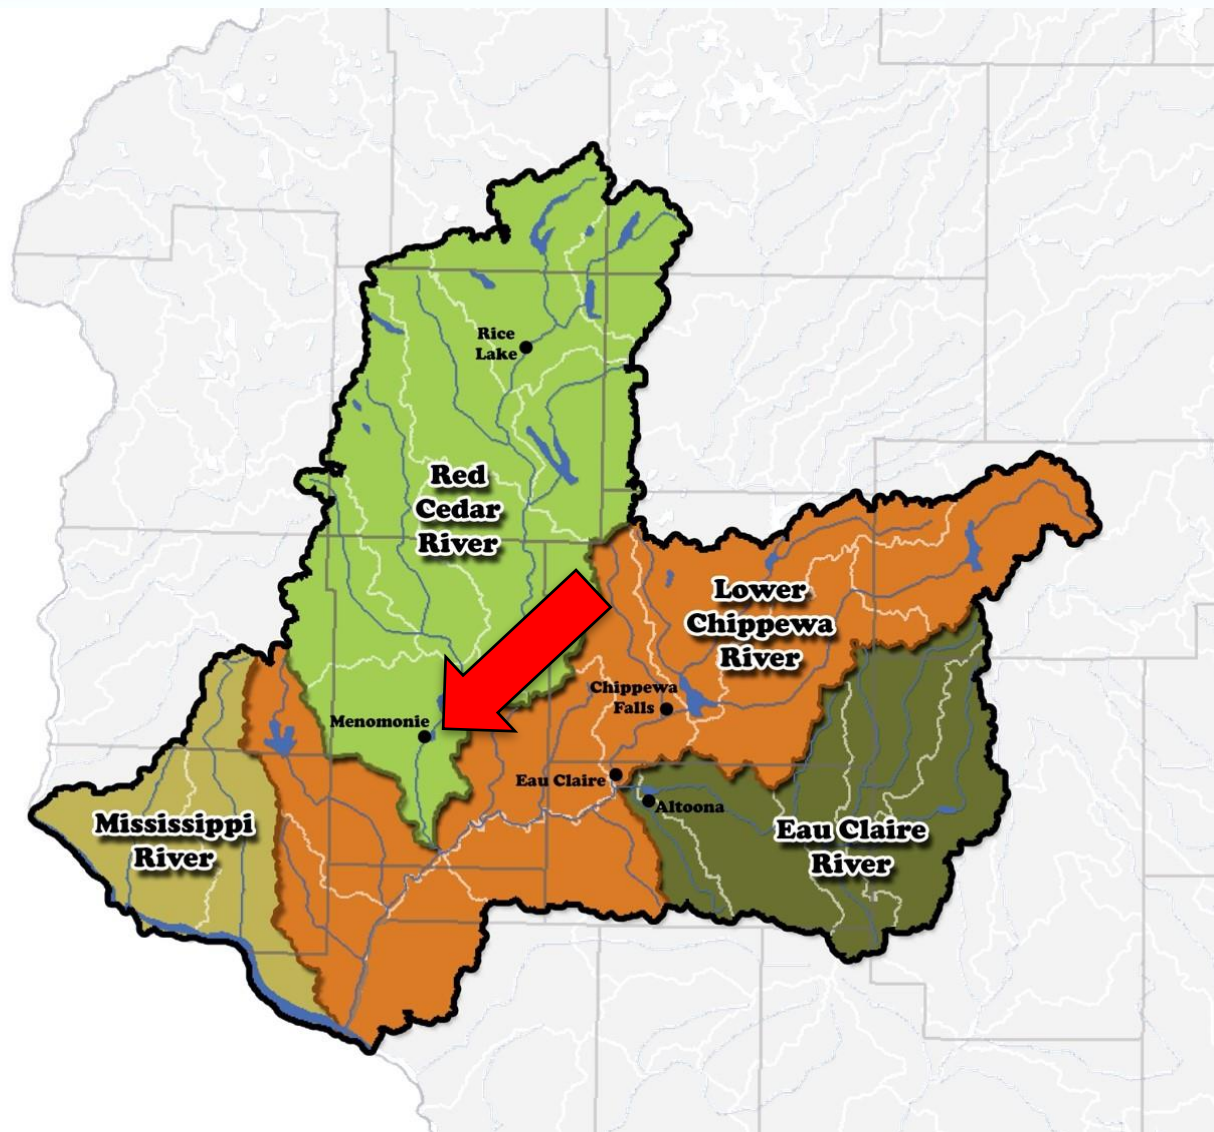 Rice
Lake
Red
Cedar
River
Lower
Chippewa
River
Chippewa
Falls
Menomonie
Eau Claire
Altoona
Mississippi
River
Eau Claire
River